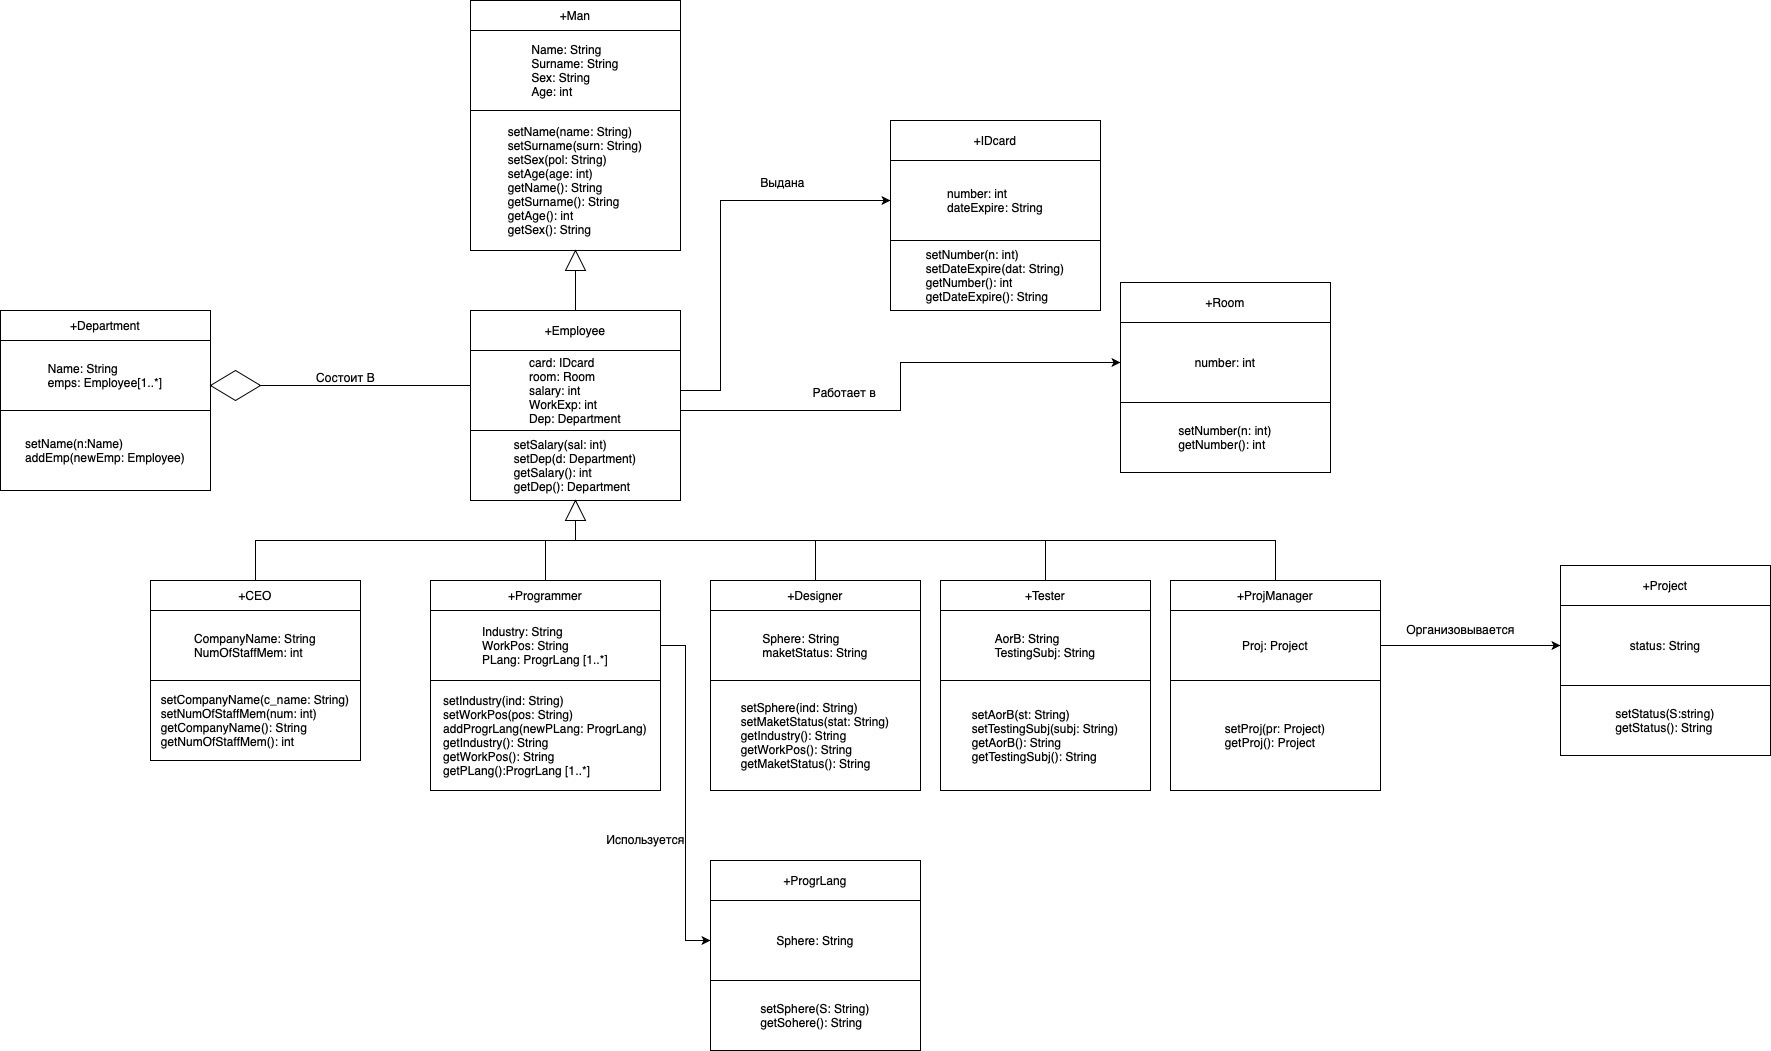 +Man
Name: String
Surname: String
Sex: String
Age: int
setName(name: String)
setSurname(surn: String)
setSex(pol: String)
setAge(age: int)
getName(): String
getSurname(): String
getAge(): int
getSex(): String
+IDcard
number: int
dateExpire: String
setNumber(n: int)
setDateExpire(dat: String)
getNumber(): int
getDateExpire(): String
Выдана
+Room
number: int
setNumber(n: int)
getNumber(): int
Работает в
+Department
Name: String
emps: Employee[1..*]
setName(n:Name)
addEmp(newEmp: Employee)
Состоит В
+Employee
card: IDcard
room: Room
salary: int
WorkExp: int
Dep: Department
setSalary(sal: int)
setDep(d: Department)
getSalary(): int
getDep(): Department
+CEO
CompanyName: String
NumOfStaffMem: int
setCompanyName(c_name: String)
setNumOfStaffMem(num: int)
getCompanyName(): String
getNumOfStaffMem(): int
+Programmer
Industry: String
WorkPos: String
PLang: ProgrLang [1..*]
setIndustry(ind: String)
setWorkPos(pos: String)
addProgrLang(newPLang: ProgrLang)
getIndustry(): String
getWorkPos(): String
getPLang():ProgrLang [1..*]
+Designer
Sphere: String
maketStatus: String
setSphere(ind: String)
setMaketStatus(stat: String)
getIndustry(): String
getWorkPos(): String
getMaketStatus(): String
+Tester
AorB: String
TestingSubj: String
setAorB(st: String)
setTestingSubj(subj: String)
getAorB(): String
getTestingSubj(): String
+ProjManager
Proj: Project
setProj(pr: Project)
getProj(): Project
Организовывается
+Project
status: String
setStatus(S:string)
getStatus(): String
Используется
+ProgrLang
Sphere: String
setSphere(S: String)
getSohere(): String